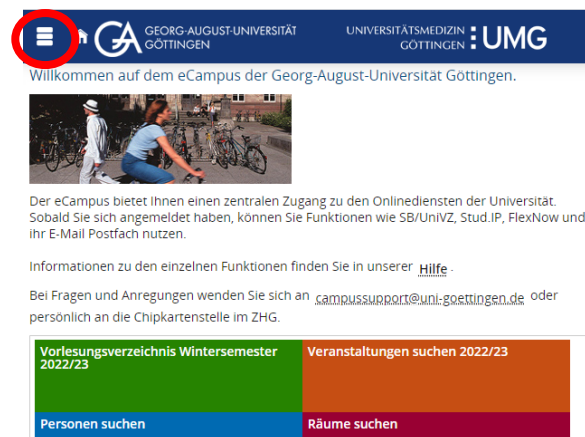 GEORG-AUGUST-UNIVERSITÄT
GÖTTINGEN
UNIVERSITÄTSMEDIZIN
GÖTTINGEN
UMG
Willkommen auf dem eCampus der Georg-August-Universität Göttingen.
Der eCampus bietet Ihnen einen zentralen Zugang zu den Onlinediensten der Universität.
Sobald Sie sich angemeldet haben, können Sie Funktionen wie SB/UniVZ, Stud.IP, FlexNow und
ihr E-Mail Postfach nutzen.
Informationen zu den einzelnen Funktionen finden Sie in unserer Hilfe .
Bei Fragen und Anregungen wenden Sie sich an campussupport@uni-goettingen.de oder
persönlich an die Chipkartenstelle im ZHG.
Vorlesungsverzeichnis Wintersemester
2022/23
Veranstaltungen suchen 2022/23
Personen suchen
Räume suchen